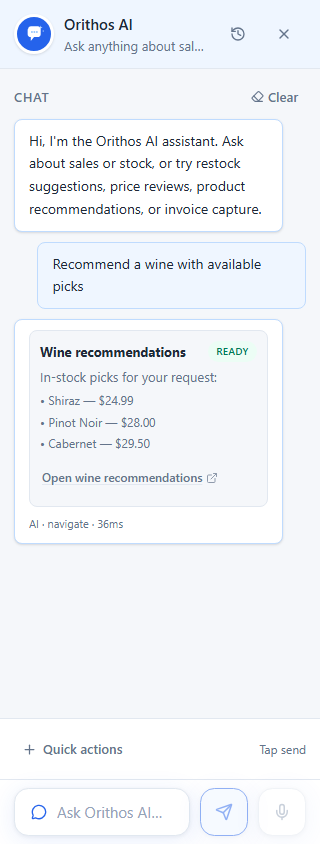 Orithos AI
Ask anything about sal...
CHAT
Clear
Hi, I'm the Orithos AI assistant. Ask
about sales or stock, or try restock
suggestions, price reviews, product
recommendations, or invoice capture.
Recommend a wine with available
picks
Wine recommendations READY
In-stock picks for your request:
• Shiraz — $24.99
• Pinot Noir — $28.00
• Cabernet — $29.50
Open wine recommendations
AI · navigate · 36ms
+ Quick actions
Tap send
Ask Orithos AI...